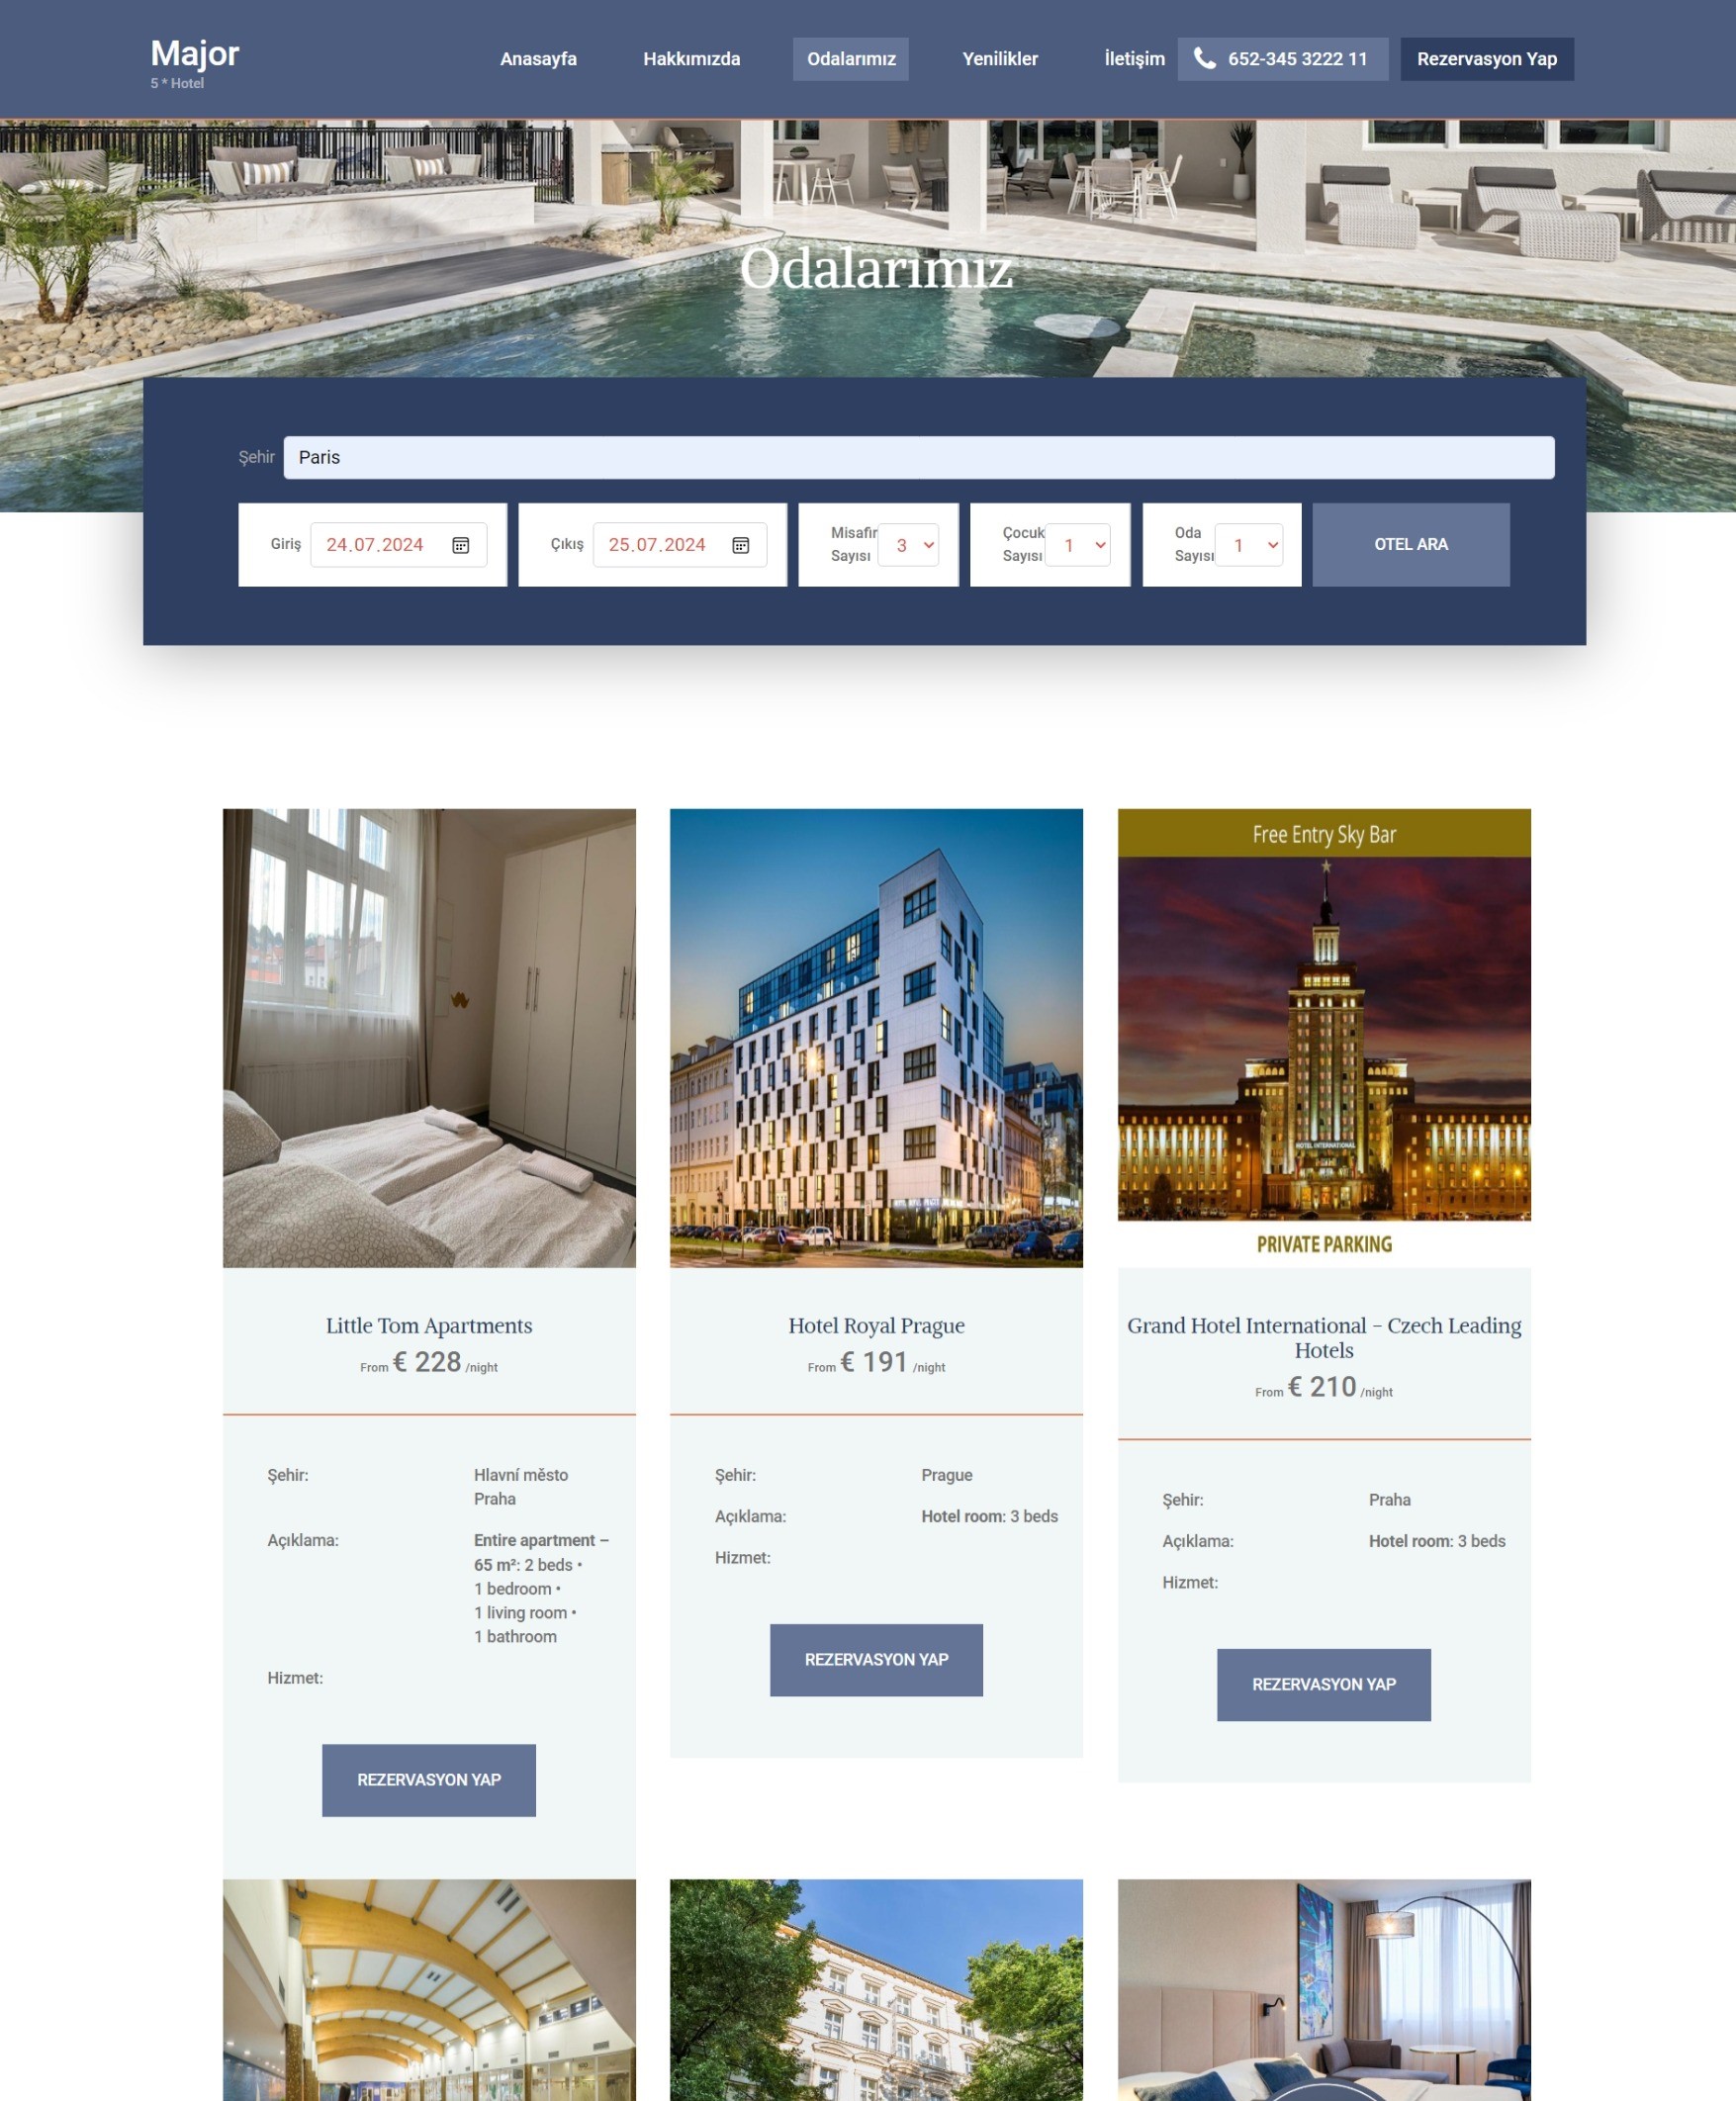 Major
5 * Hotel
Anasayfa
Hakkımızda
Odalarımız
Yenilikler
İletişim
652-345 3222 11
Rezervasyon Yap
Odalarımız
Şehir
Paris
Giriş
24.07.2024
Çıkış
25.07.2024
Misafir
Sayısı
3
Çocuk
Sayısı
1
Oda
Sayısı
1
OTEL ARA
Little Tom Apartments
From € 228 /night
Şehir:
Hlavní město
Praha
Açıklama:
Entire apartment –
65 m²: 2 beds •
1 bedroom •
1 living room •
1 bathroom
Hizmet:
REZERVASYON YAP
Hotel Royal Prague
From € 191 /night
Şehir:
Prague
Açıklama:
Hotel room: 3 beds
Hizmet:
REZERVASYON YAP
Free Entry Sky Bar
HOTEL INTERNATIONAL
PRIVATE PARKING
Grand Hotel International – Czech Leading
Hotels
From € 210 /night
Şehir:
Praha
Açıklama:
Hotel room: 3 beds
Hizmet:
REZERVASYON YAP